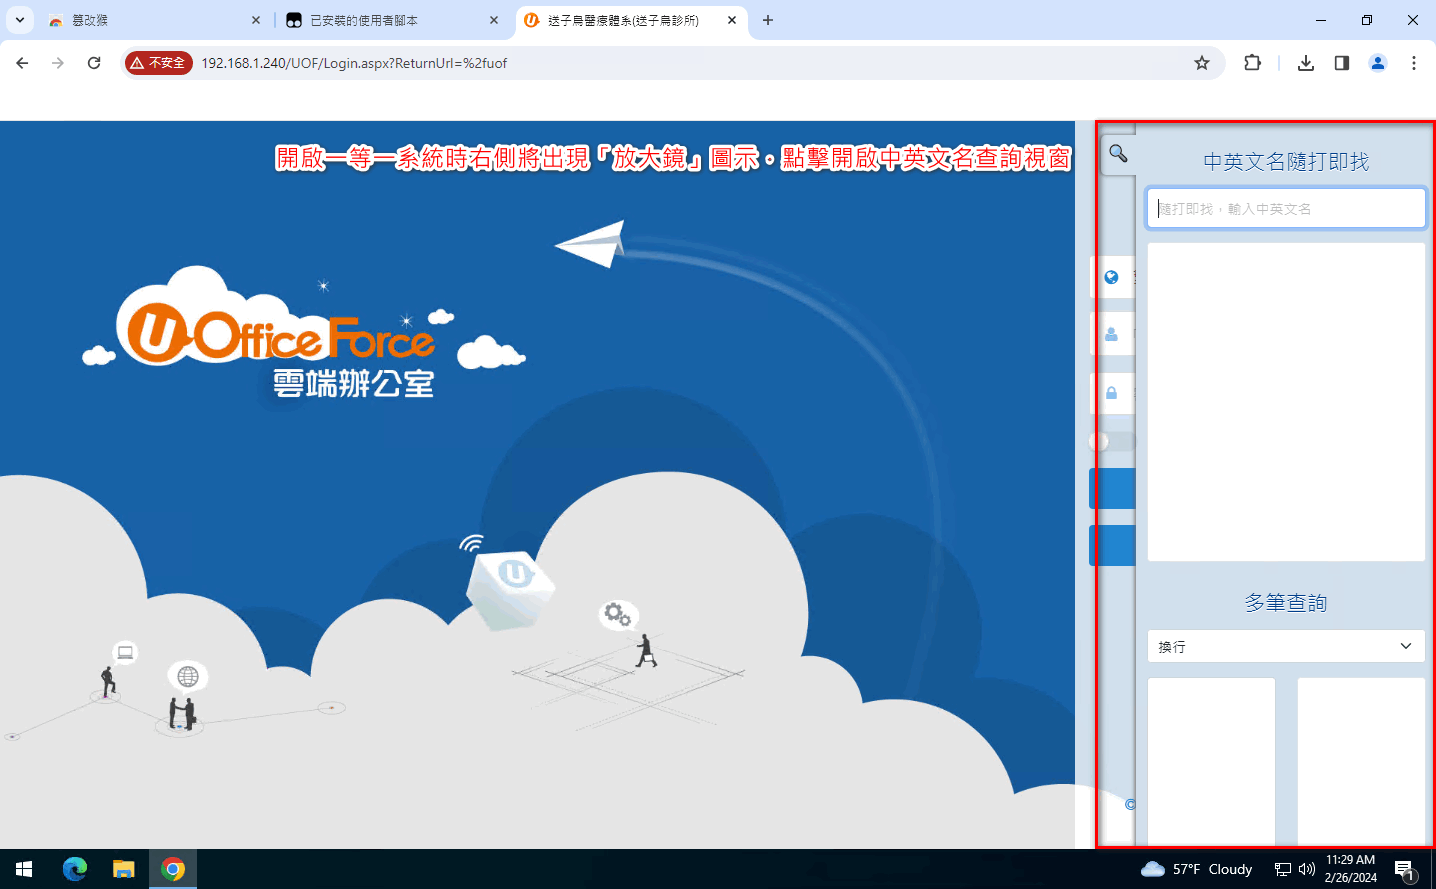 篡改猴
已安裝的使用者腳本
送子鳥醫療體系(送子鳥診所)
不安全
192.168.1.240/UOF/Login.aspx?ReturnUrl=%2fuof
開啟一等一系統時右側將出現「放大鏡」圖示。點擊開啟中英文名查詢視窗
中英文名隨打即找
隨打即找，輸入中英文名
U-Office Force
雲端辦公室
U
多筆查詢
換行
©
57°F Cloudy
11:29 AM
2/26/2024
1